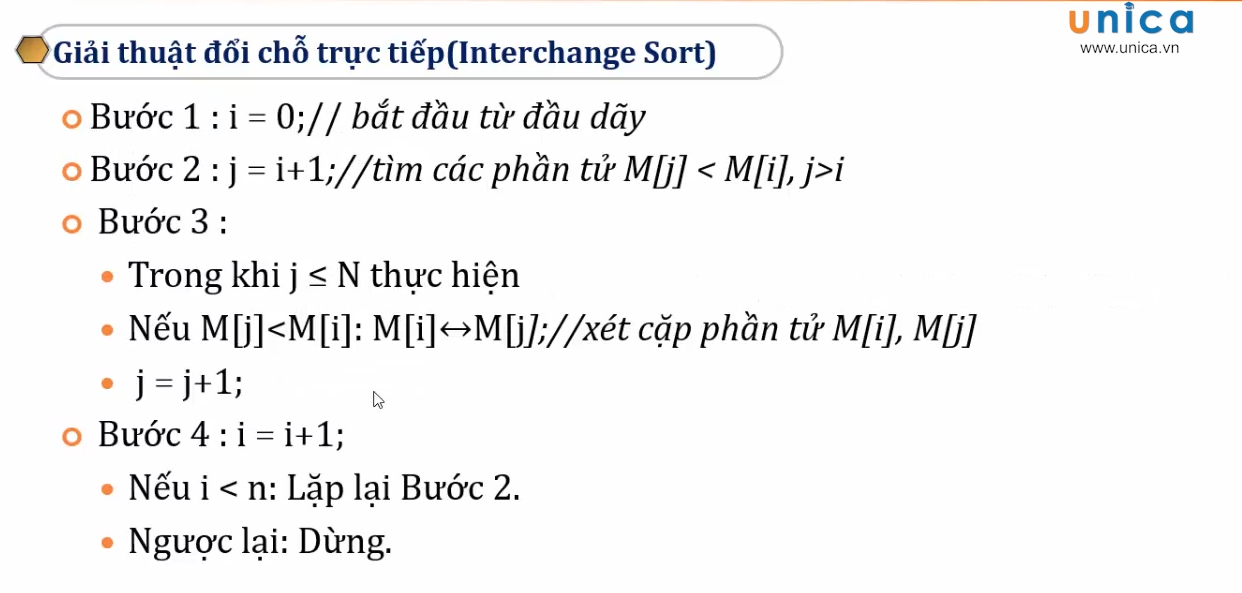 unica
www.unica.vn
Giải thuật đổi chỗ trực tiếp(Interchange Sort)
Bước 1 : i = 0;// bắt đầu từ đầu dãy
Bước 2 : j = i+1;//tìm các phần tử M[j] < M[i], j>i
Bước 3 :
Trong khi j ≤ N thực hiện
Nếu M[j]<M[i]: M[i]↔M[j];//xét cặp phần tử M[i], M[j]
j = j+1;
Bước 4 : i = i+1;
Nếu i < n: Lặp lại Bước 2.
Ngược lại: Dừng.